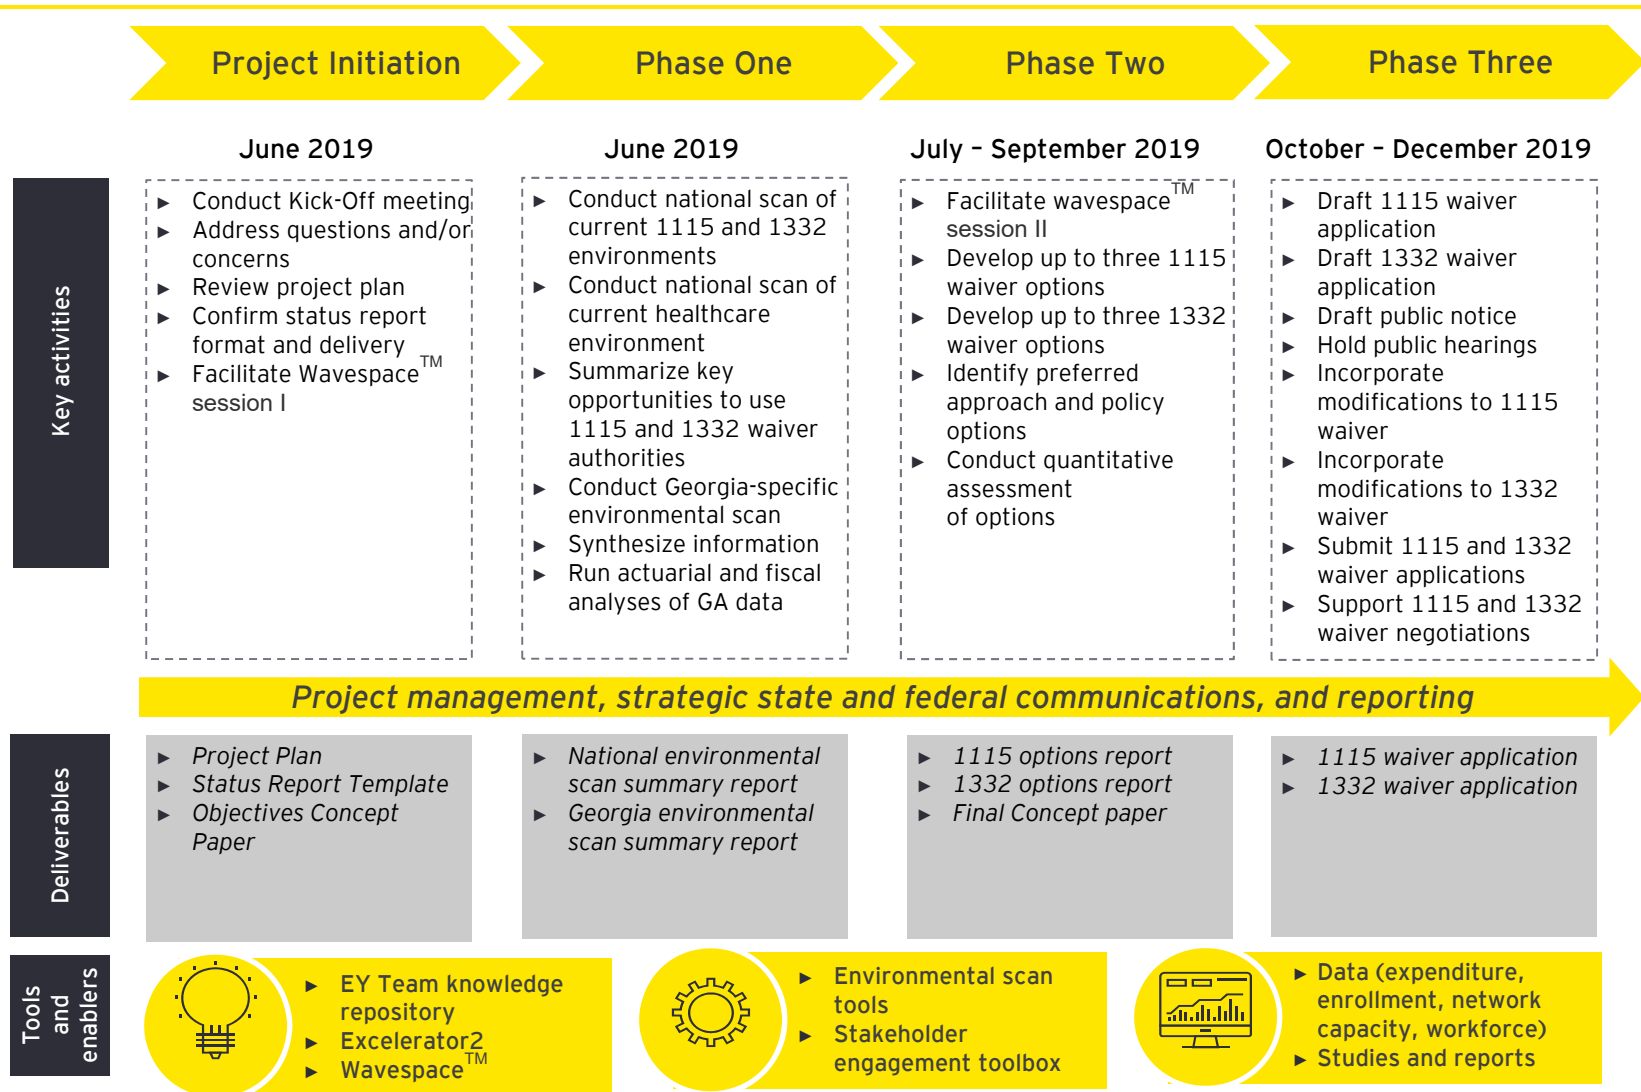 Project Initiation
Phase One
Phase Two
Phase Three
June 2019
June 2019
July – September 2019
October – December 2019
Key activities
► Conduct Kick-Off meeting
► Address questions and/or
concerns
► Review project plan
► Confirm status report
format and delivery
► Facilitate Wavespace™
session I
► Conduct national scan of
current 1115 and 1332
environments
► Conduct national scan of
current healthcare
environment
► Summarize key
opportunities to use
1115 and 1332 waiver
authorities
► Conduct Georgia-specific
environmental scan
► Synthesize information
► Run actuarial and fiscal
analyses of GA data
► Facilitate wavespace™
session II
► Develop up to three 1115
waiver options
► Develop up to three 1332
waiver options
► Identify preferred
approach and policy
options
► Conduct quantitative
assessment
of options
► Draft 1115 waiver
application
► Draft 1332 waiver
application
► Draft public notice
► Hold public hearings
► Incorporate
modifications to 1115
waiver
► Incorporate
modifications to 1332
waiver
► Submit 1115 and 1332
waiver applications
► Support 1115 and 1332
waiver negotiations
Project management, strategic state and federal communications, and reporting
Deliverables
► Project Plan
► Status Report Template
► Objectives Concept
Paper
► National environmental
scan summary report
► Georgia environmental
scan summary report
► 1115 options report
► 1332 options report
► Final Concept paper
► 1115 waiver application
► 1332 waiver application
Tools
and
enablers
► EY Team knowledge
repository
► Excelerator2
► Wavespace™
► Environmental scan
tools
► Stakeholder
engagement toolbox
► Data (expenditure,
enrollment, network
capacity, workforce)
► Studies and reports